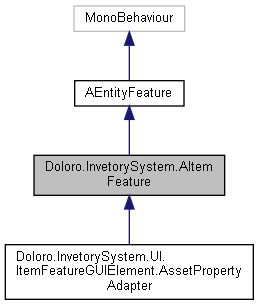 MonoBehaviour
AEntityFeature
Doloro.InvetorySystem.AItem
Feature
Doloro.InvetorySystem.UI.
ItemFeatureGUIElement.AssetProperty
Adapter